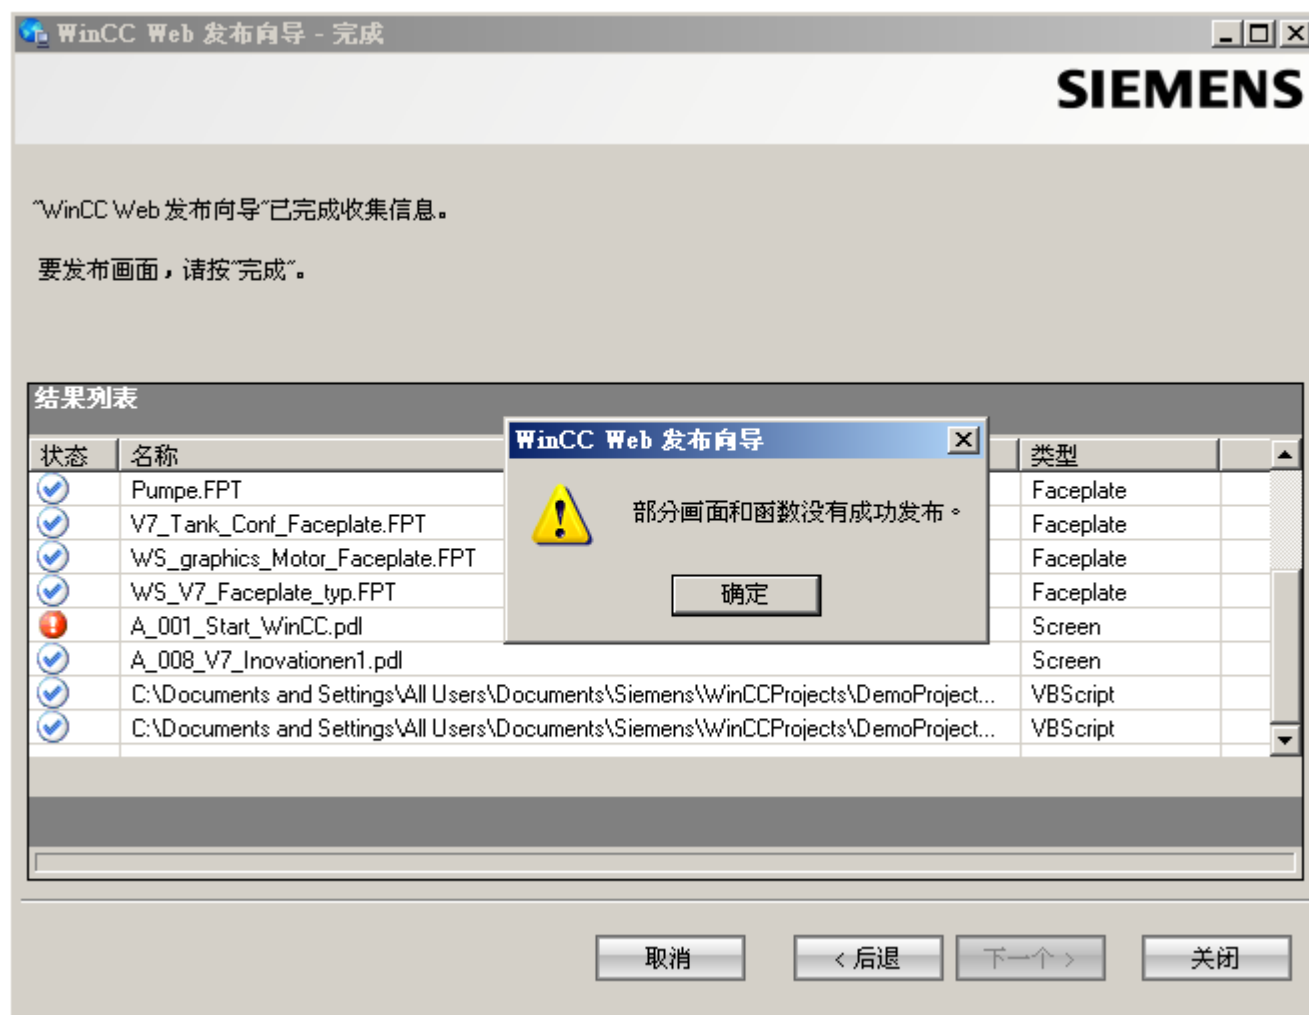 WinCC Web 发布向导 - 完成
SIEMENS
"WinCC Web 发布向导"已完成收集信息。
要发布画面，请按"完成"。
结果列表
WinCC Web 发布向导
状态 名称 类型
Pumpe.FPT Faceplate
部分画面和函数没有成功发布。
V7_Tank_Conf_Faceplate.FPT Faceplate
WS_graphics_Motor_Faceplate.FPT Faceplate
WS_V7_Faceplate_typ.FPT Faceplate
确定
A_001_Start_WinCC.pdl Screen
A_008_V7_Inovationen1.pdl Screen
C:\Documents and Settings\All Users\Documents\Siemens\WinCCProjects\DemoProject... VBScript
C:\Documents and Settings\All Users\Documents\Siemens\WinCCProjects\DemoProject... VBScript
取消 < 后退 下一个 > 关闭